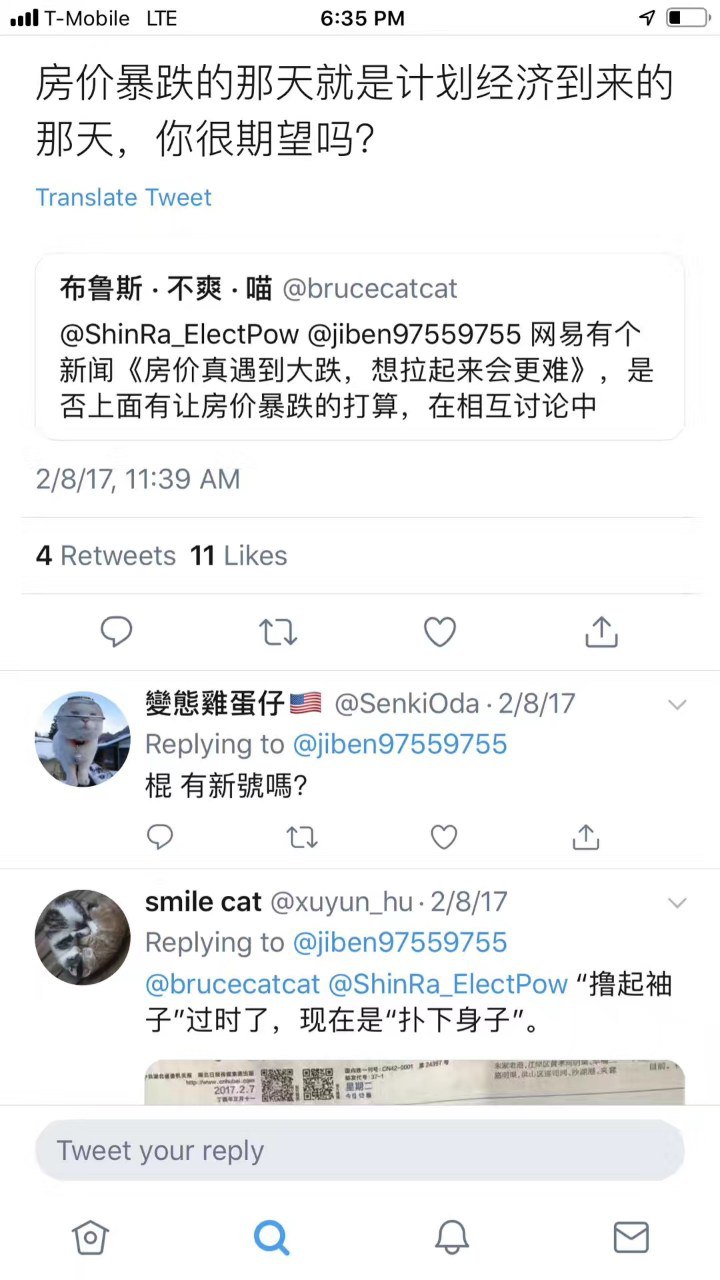 T-Mobile LTE 6:35 PM
房价暴跌的那天就是计划经济到来的
那天，你很期望吗？
Translate Tweet
布鲁斯·不爽·喵 @brucecatcat
@ShinRa_ElectPow @jiben97559755 网易有个
新闻《房价真遇到大跌，想拉起来会更难》，是
否上面有让房价暴跌的打算，在相互讨论中
2/8/17, 11:39 AM
4 Retweets 11 Likes
變態雞蛋仔🇺🇸 @SenkiOda · 2/8/17
Replying to @jiben97559755
棍 有新號嗎？
smile cat @xuyun_hu · 2/8/17
Replying to @jiben97559755
@brucecatcat @ShinRa_ElectPow “撸起袖
子”过时了，现在是“扑下身子”。
http://www.cnhubei.com
2017.2.7
星期二
Tweet your reply